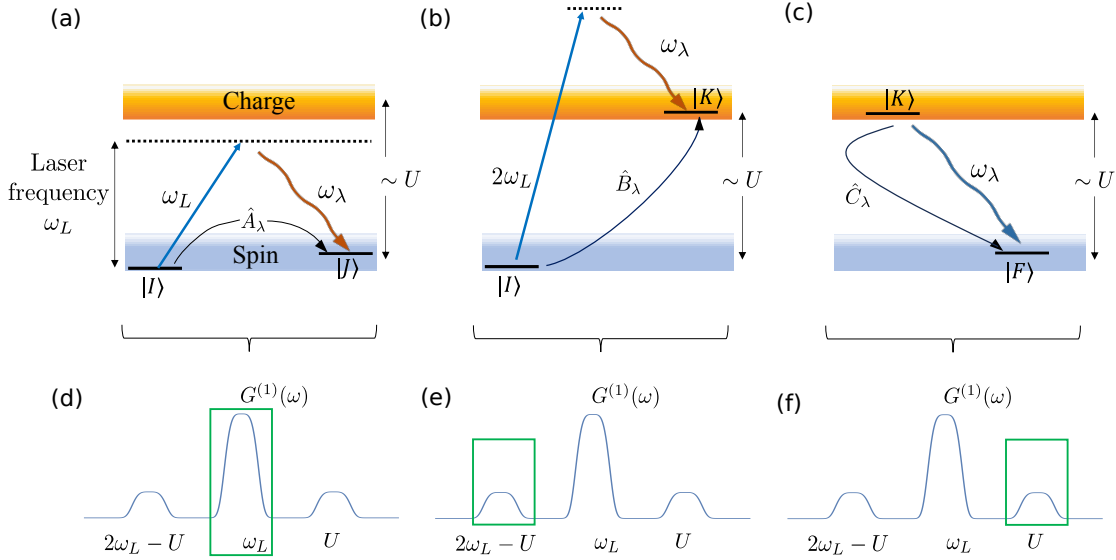 (a)
Charge
Laser
frequency
ω_L
ω_L
Â_λ
ω_λ
∼ U
Spin
|I⟩
|J⟩
(b)
ω_λ
|K⟩
2ω_L
B̂_λ
∼ U
|I⟩
(c)
|K⟩
ω_λ
Ĉ_λ
∼ U
|F⟩
(d)
G^(1)(ω)
2ω_L − U
ω_L
U
(e)
G^(1)(ω)
2ω_L − U
ω_L
U
(f)
G^(1)(ω)
2ω_L − U
ω_L
U